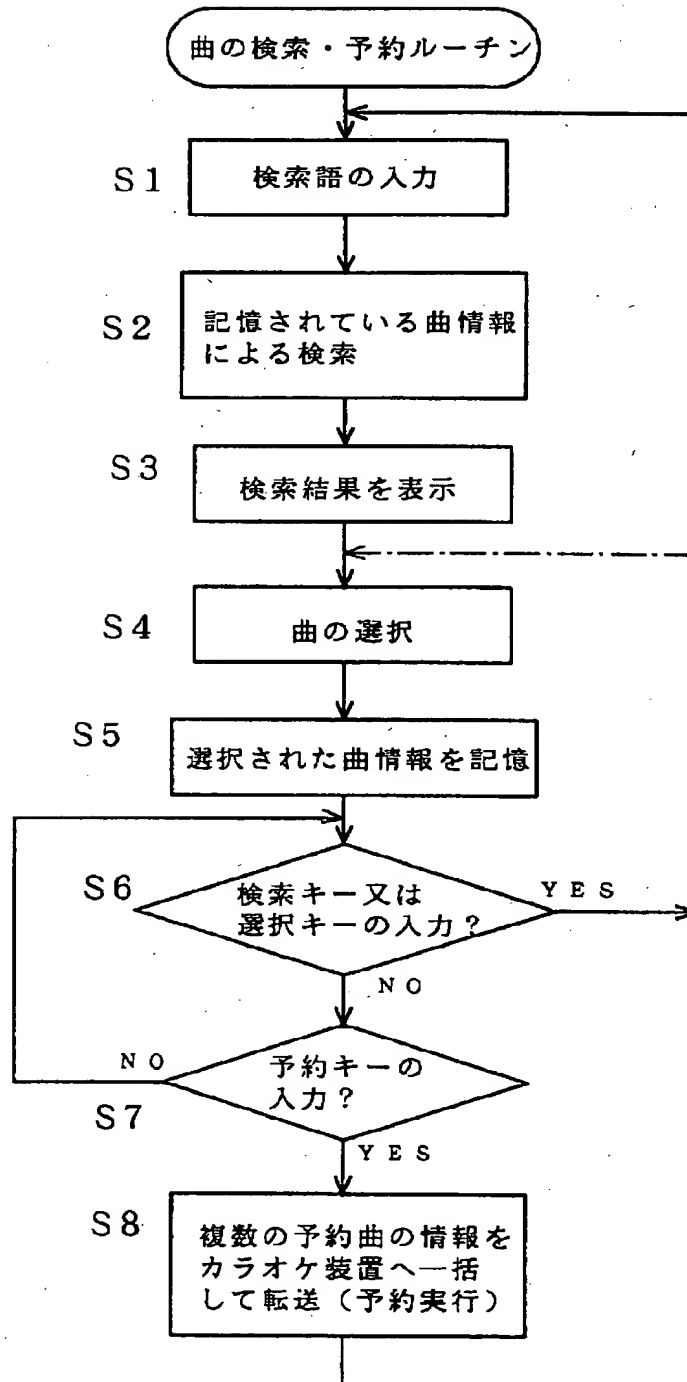 曲の検索・予約ルーチン
S1
検索語の入力
S2
記憶されている曲情報
による検索
S3
検索結果を表示
S4
曲の選択
S5
選択された曲情報を記憶
S6
検索キー又は
選択キーの入力?
YES
NO
NO
予約キーの
入力?
S7
YES
S8
複数の予約曲の情報を
カラオケ装置へ一括
して転送(予約実行)